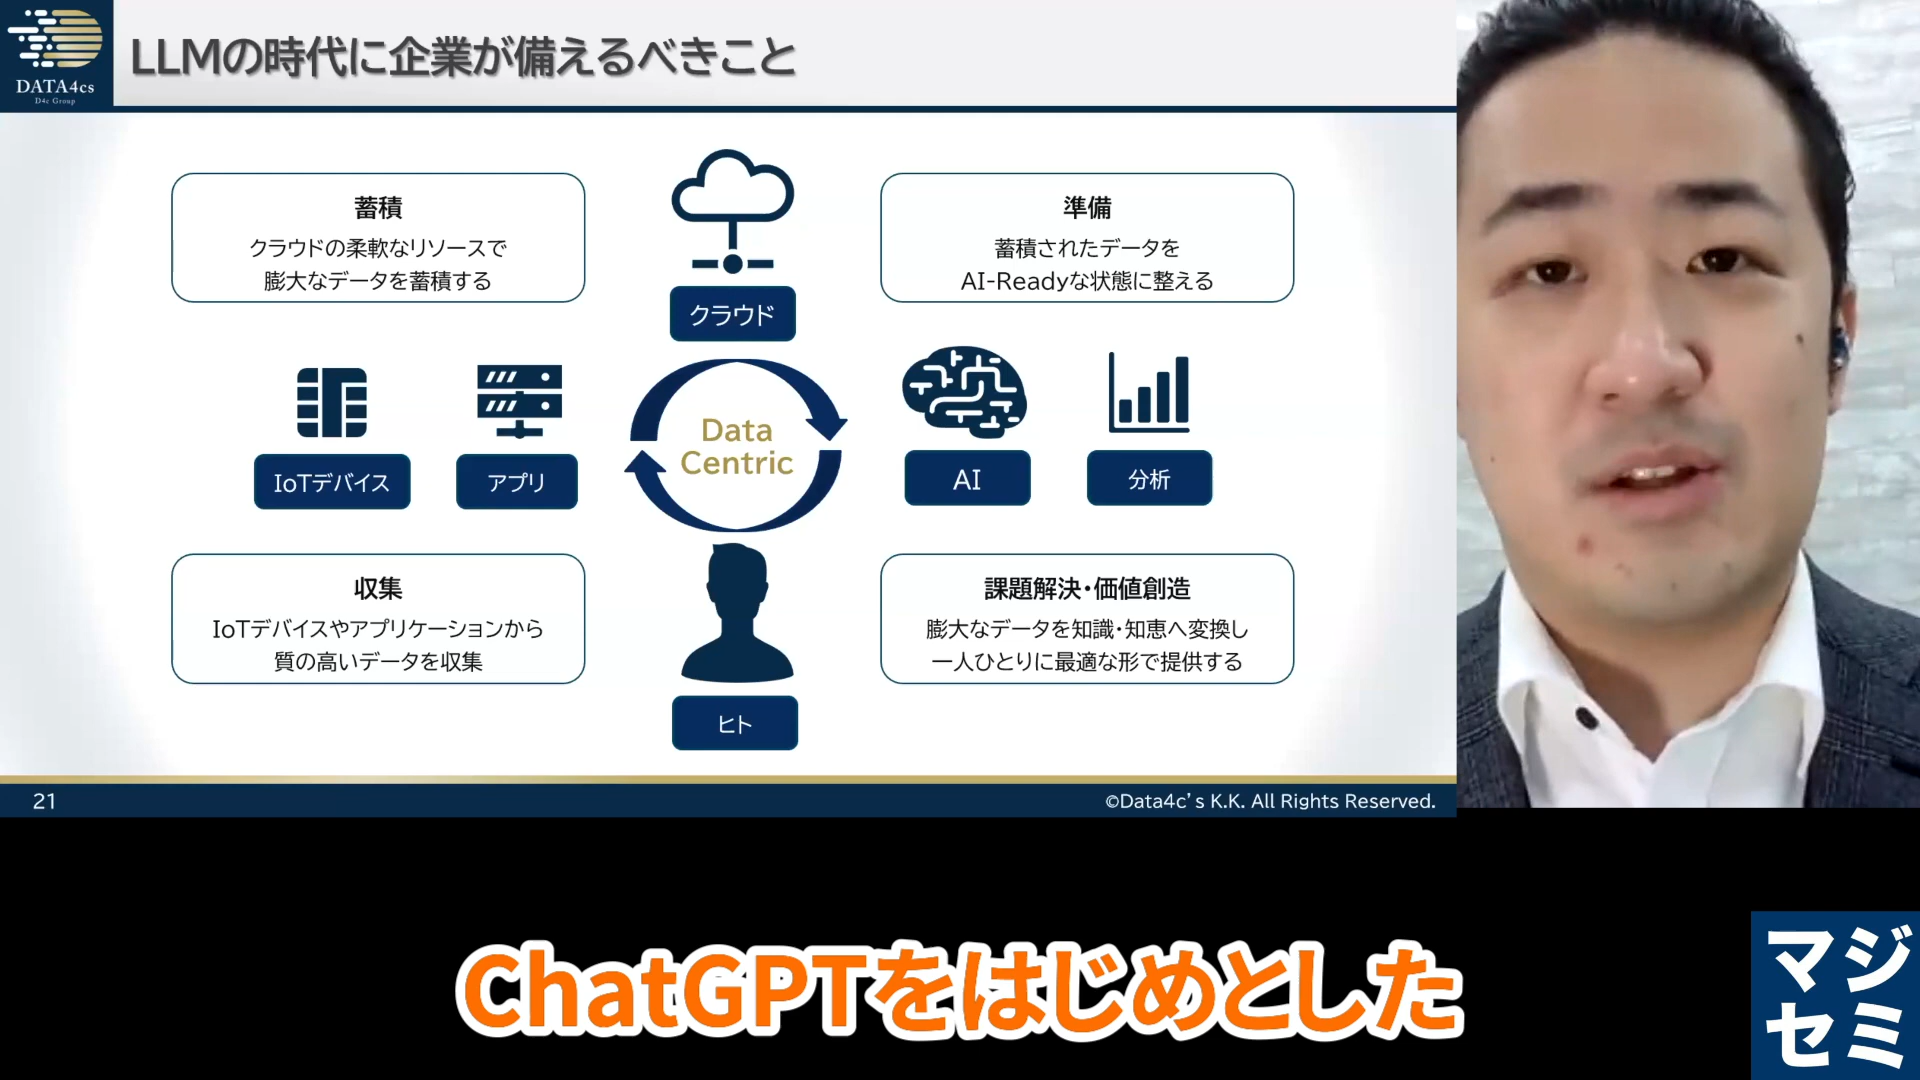 DATA4cs
D4c Group
LLMの時代に企業が備えるべきこと
蓄積
クラウドの柔軟なリソースで
膨大なデータを蓄積する
クラウド
準備
蓄積されたデータを
AI-Readyな状態に整える
IoTデバイス
アプリ
Data
Centric
AI
分析
収集
IoTデバイスやアプリケーションから
質の高いデータを収集
ヒト
課題解決・価値創造
膨大なデータを知識・知恵へ変換し
一人ひとりに最適な形で提供する
21
©Data4c’s K.K. All Rights Reserved.
ChatGPTをはじめとした
マジ
セミ